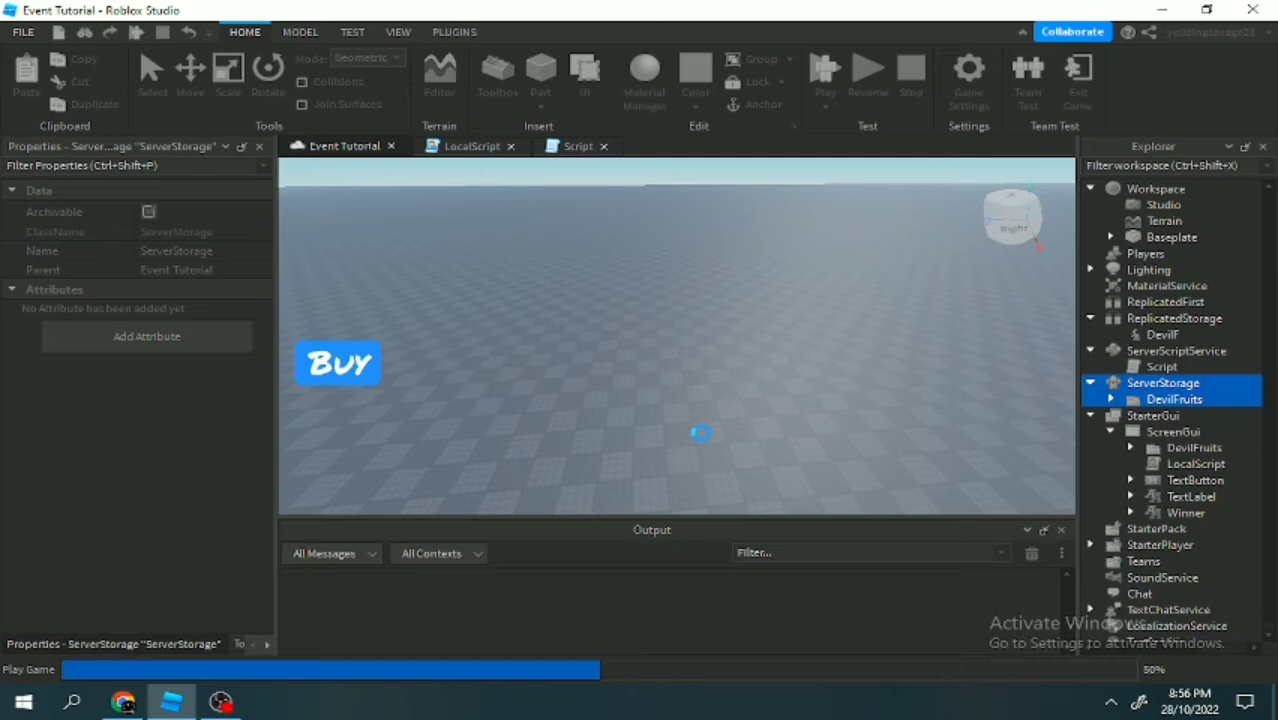 Event Tutorial - Roblox Studio
FILE
HOME
MODEL
TEST
VIEW
PLUGINS
Collaborate
yeildingsavage23
Paste
Copy
Cut
Duplicate
Clipboard
Select
Move
Scale
Rotate
Mode: Geometric
Collisions
Join Surfaces
Tools
Editor
Terrain
Toolbox
Part
UI
Insert
Material Manager
Color
Group
Lock
Anchor
Edit
Play
Resume
Stop
Test
Game Settings
Settings
Team Test
Exit Game
Team Test
Properties - Server...age "ServerStorage"
Filter Properties (Ctrl+Shift+P)
Data
Archivable
ClassName ServerStorage
Name ServerStorage
Parent Event Tutorial
Attributes
No Attribute has been added yet
Add Attribute
Event Tutorial
LocalScript
Script
Right
Buy
Output
All Messages
All Contexts
Filter...
Explorer
Filter workspace (Ctrl+Shift+X)
Workspace
Studio
Terrain
Baseplate
Players
Lighting
MaterialService
ReplicatedFirst
ReplicatedStorage
DevilF
ServerScriptService
Script
ServerStorage
DevilFruits
StarterGui
ScreenGui
DevilFruits
LocalScript
TextButton
TextLabel
Winner
StarterPack
StarterPlayer
Teams
SoundService
Chat
TextChatService
LocalizationService
Activate Windows
Go to Settings to activate Windows.
Properties - ServerStorage "ServerStorage"
To
Play Game
50%
8:56 PM
28/10/2022